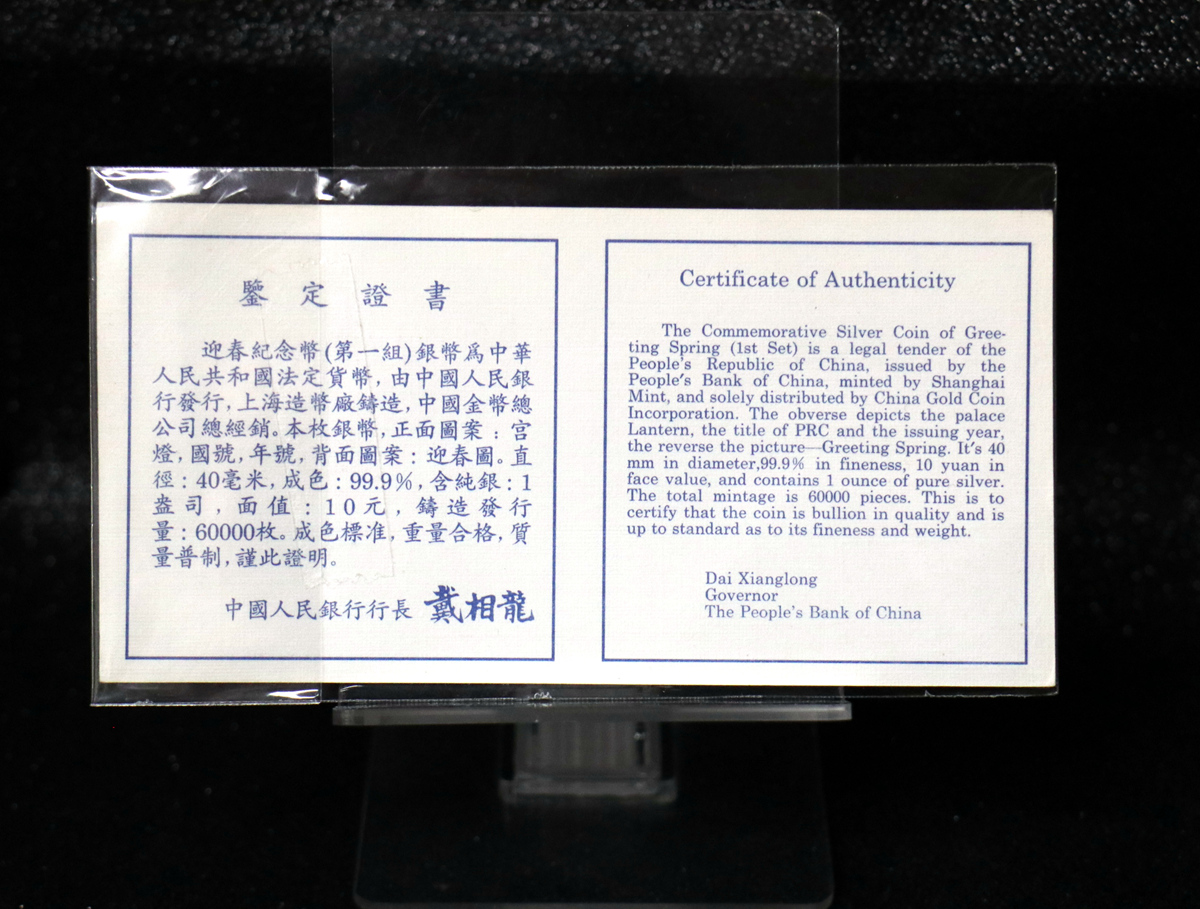 鑒定證書
迎春紀念幣(第一組)銀幣爲中華
人民共和國法定貨幣,由中國人民銀
行發行,上海造幣廠鑄造,中國金幣總
公司總經銷。本枚銀幣,正面圖案:宮
燈,國號,年號,背面圖案:迎春圖。直
徑:40毫米,成色:99.9%,含純銀:1
盎司,面值:10元,鑄造發行
量:60000枚。成色標准,重量合格,質
量普制,謹此證明。
中國人民銀行行長 戴相龍
Certificate of Authenticity
The Commemorative Silver Coin of Gree-
ting Spring (1st Set) is a legal tender of the
People's Republic of China, issued by the
People's Bank of China, minted by Shanghai
Mint, and solely distributed by China Gold Coin
Incorporation. The obverse depicts the palace
Lantern, the title of PRC and the issuing year,
the reverse the picture—Greeting Spring. It's 40
mm in diameter,99.9% in fineness, 10 yuan in
face value, and contains 1 ounce of pure silver.
The total mintage is 60000 pieces. This is to
certify that the coin is bullion in quality and is
up to standard as to its fineness and weight.
Dai Xianglong
Governor
The People's Bank of China